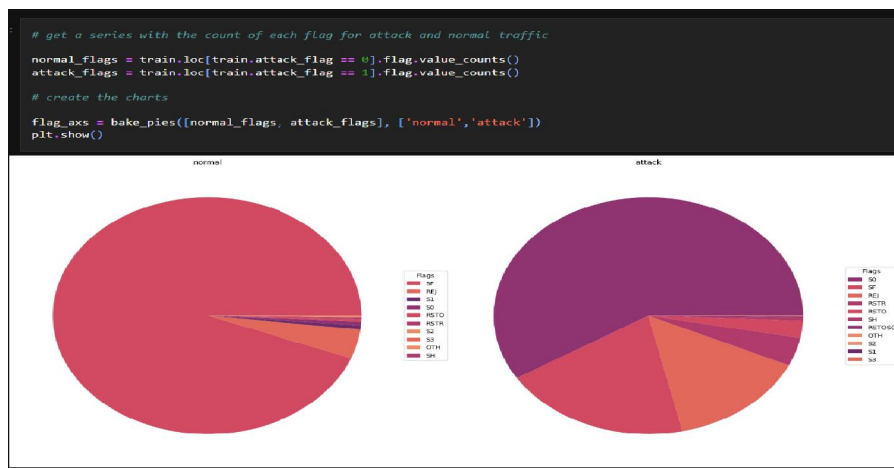 # get a series with the count of each flag for attack and normal traffic
normal_flags = train.loc[train.attack_flag == 0].flag.value_counts()
attack_flags = train.loc[train.attack_flag == 1].flag.value_counts()
# create the charts
flag_axs = bake_pies([normal_flags, attack_flags], ['normal','attack'])
plt.show()
normal
Flags
SF
REJ
S1
S0
RSTO
RSTR
S2
S3
OTH
SH
attack
Flags
S0
SF
REJ
RSTR
RSTO
SH
RSTOS0
OTH
S2
S1
S3